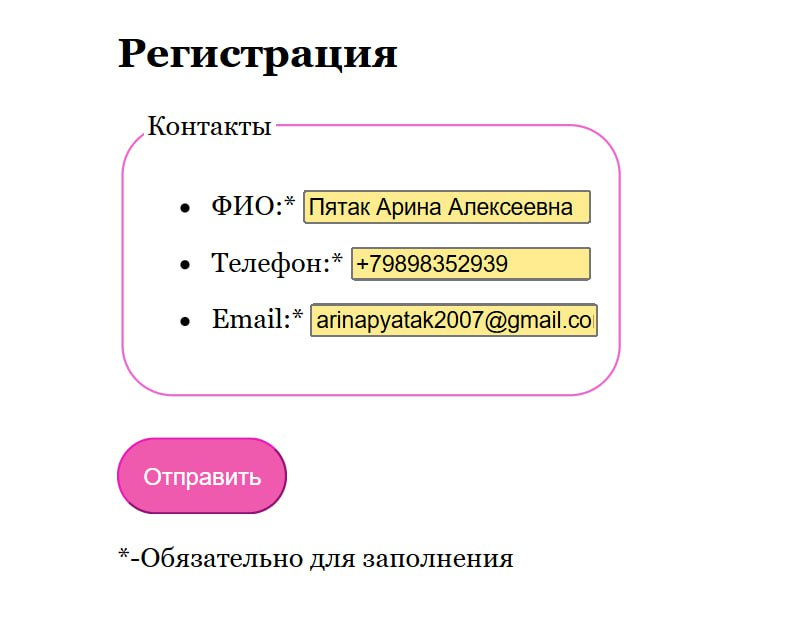 Регистрация
Контакты
ФИО:* Пятак Арина Алексеевна
Телефон:* +79898352939
Email:* arinapyatak2007@gmail.co
Отправить
*-Обязательно для заполнения